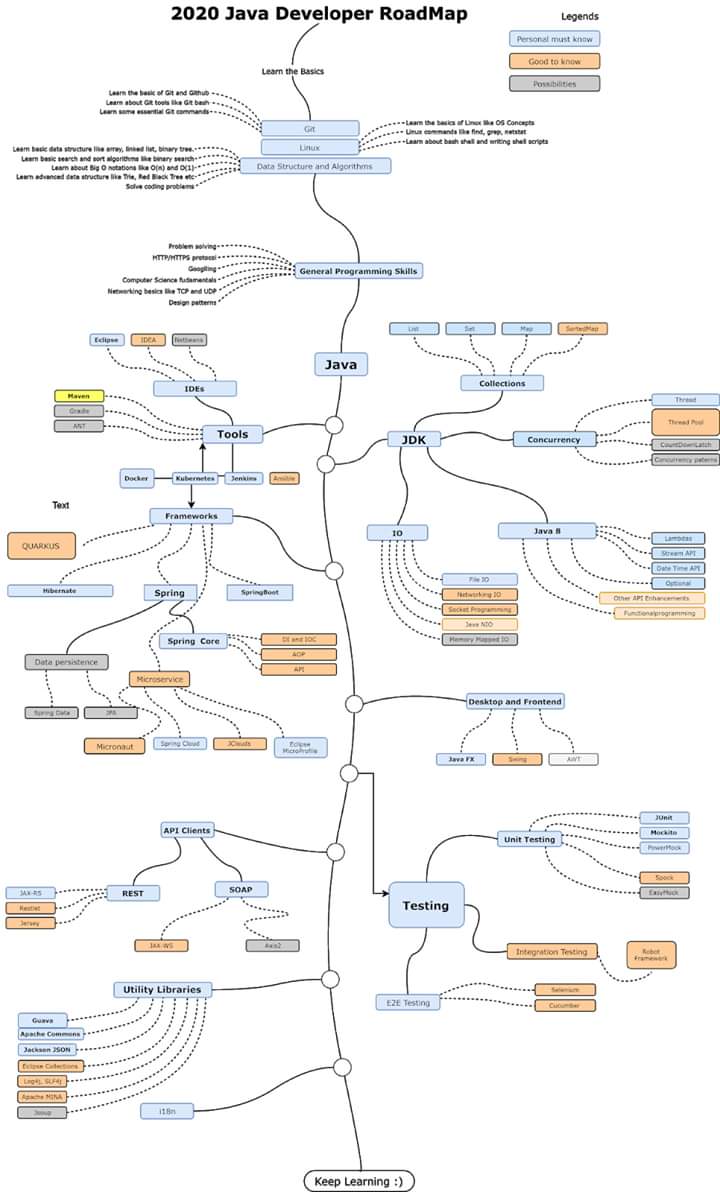 2020 Java Developer RoadMap
Legends
Personal must know
Good to know
Possibilities
Learn the Basics
Learn the basic of Git and Github
Learn about Git tools like Git bash
Learn some essential Git commands
Git
Linux
Learn the basics of Linux like OS Concepts
Linux commands like find, grep, netstat
Learn about bash shell and writing shell scripts
Learn basic data structure like array, linked list, binary tree.
Learn basic search and sort algorithms like binary search
Learn about Big O notations like O(n) and O(1)
Learn advanced data structure like Trie, Red Black Tree etc
Solve coding problems
Data Structure and Algorithms
Problem solving
HTTP/HTTPS protocol
Googling
Computer Science fudamentals
Networking basics like TCP and UDP
Design patterns
General Programming Skills
Java
Eclipse
IDEA
Netbeans
IDEs
Maven
Gradle
ANT
Tools
Docker
Kubernetes
Jenkins
Ansible
List
Set
Map
SortedMap
Collections
JDK
Concurrency
Thread
Thread Pool
CountDownLatch
Concurrency paterns
IO
File IO
Networking IO
Socket Programming
Java NIO
Memory Mapped IO
Java 8
Lambdas
Stream API
Date Time API
Optional
Other API Enhancements
Functionalprogramming
Text
Frameworks
QUARKUS
Hibernate
Spring
SpringBoot
Spring Core
DI and IOC
AOP
API
Data persistence
Spring Data
JPA
Microservice
Micronaut
Spring Cloud
JClouds
Eclipse
MicroProfile
Desktop and Frontend
Java FX
Swing
AWT
API Clients
REST
SOAP
JAX-RS
Restlet
Jersey
JAX-WS
Axis2
Testing
Unit Testing
JUnit
Mockito
PowerMock
Spock
EasyMock
Integration Testing
Robot
Framework
E2E Testing
Selenium
Cucumber
Utility Libraries
Guava
Apache Commons
Jackson JSON
Eclipse Collections
Log4j, SLF4j
Apache MINA
Jsoup
i18n
Keep Learning :)